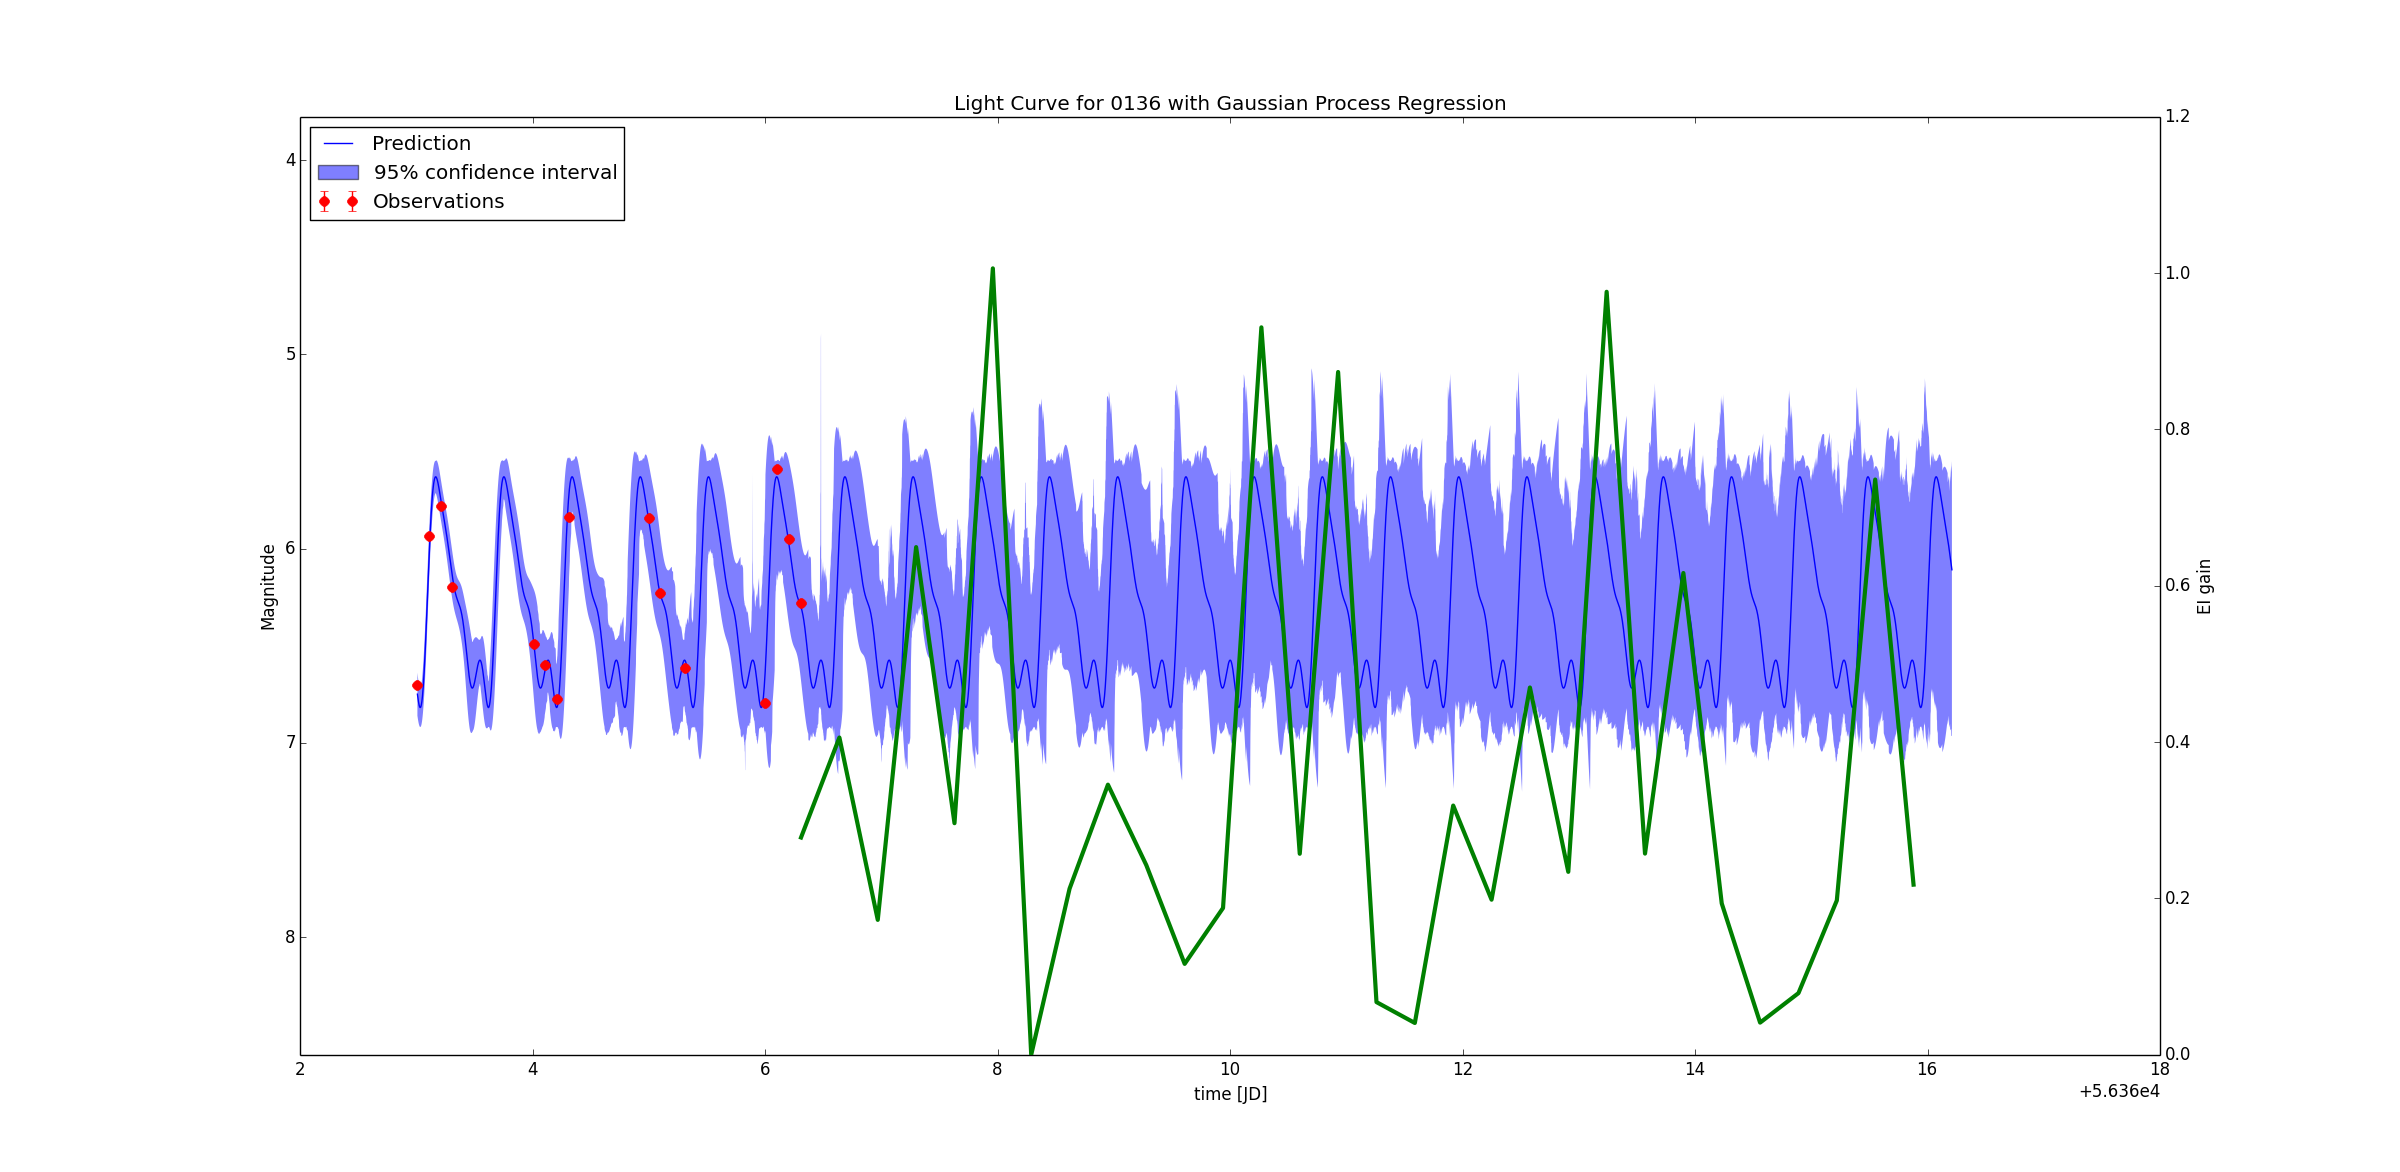 Light Curve for 0136 with Gaussian Process Regression
Prediction
95% confidence interval
Observations
4
5
6
7
8
Magnitude
1.2
1.0
0.8
0.6
0.4
0.2
0.0
EI gain
2 4 6 8 10 12 14 16 18
time [JD]
+5.636e4